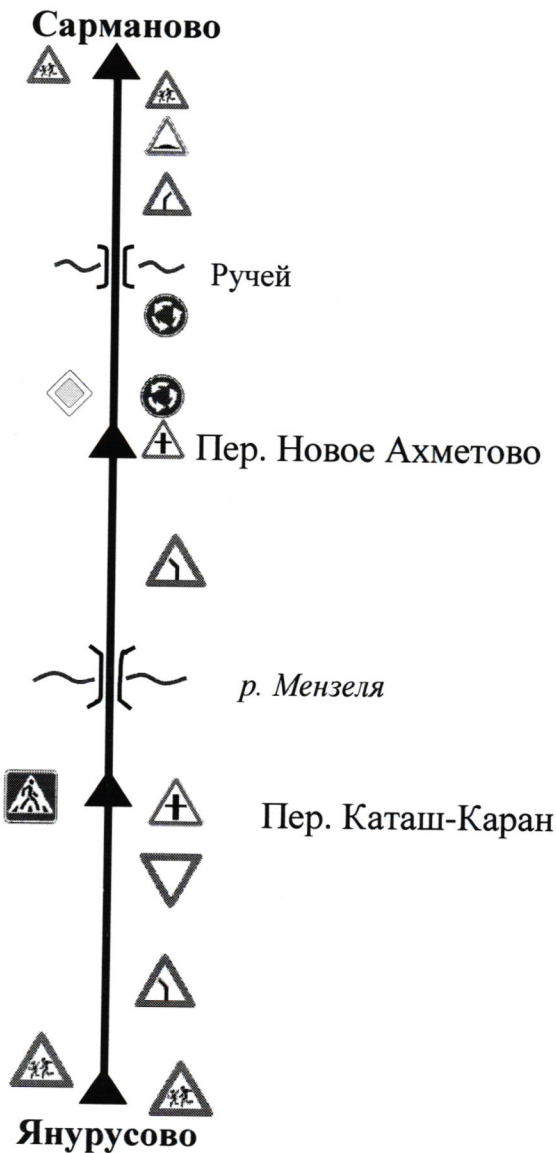 Сарманово
Ручей
Пер. Новое Ахметово
р. Мензеля
Пер. Каташ-Каран
Янурусово